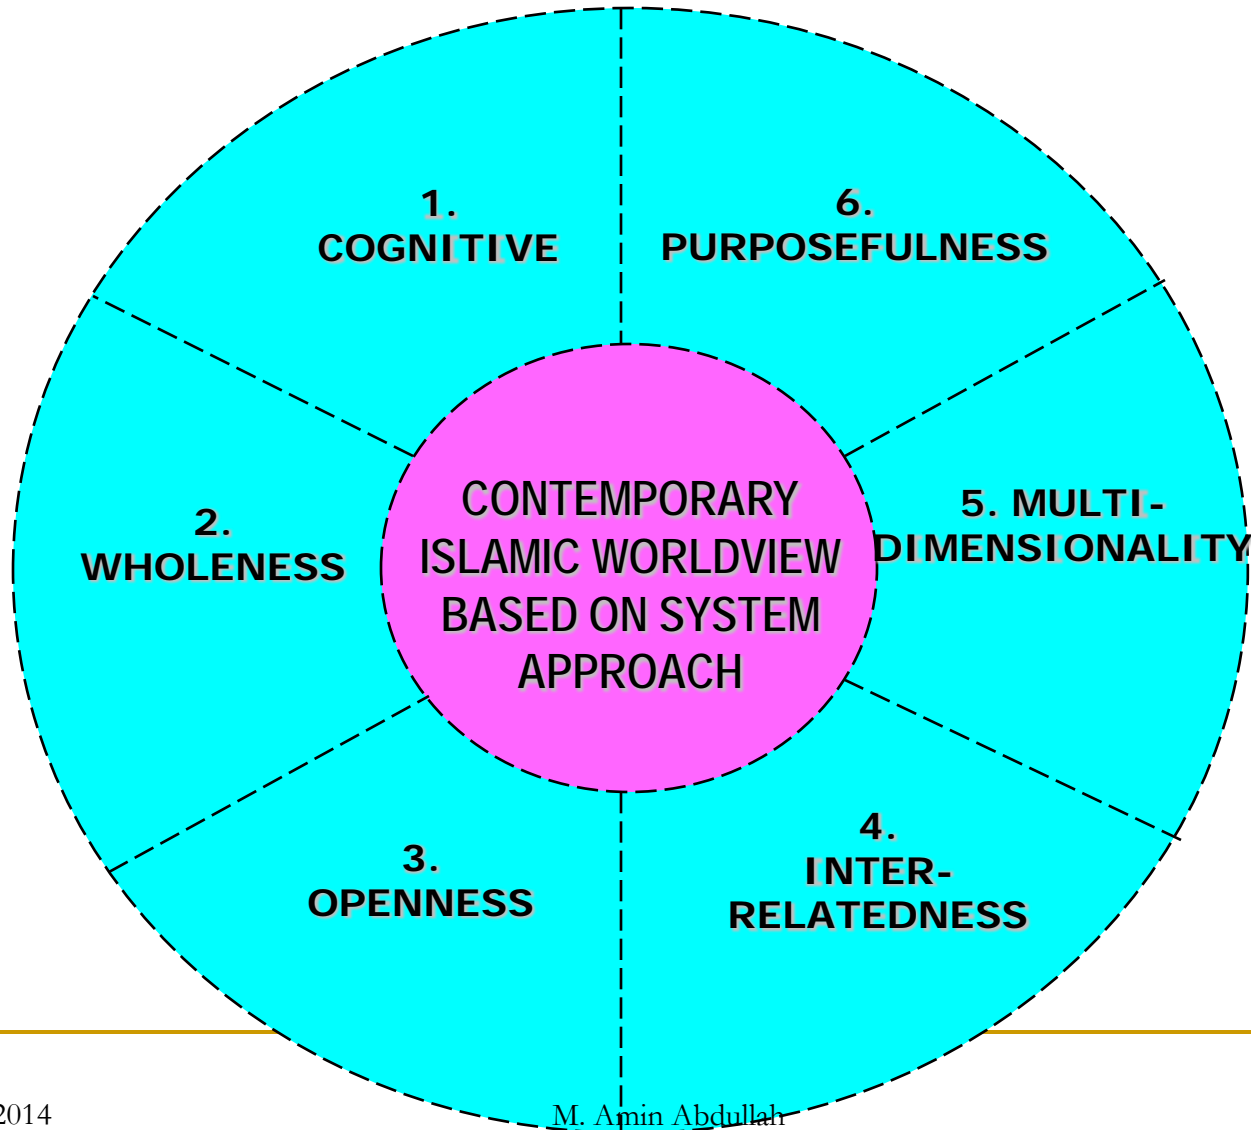 1.
COGNITIVE
6.
PURPOSEFULNESS
2.
WHOLENESS
CONTEMPORARY
ISLAMIC WORLDVIEW
BASED ON SYSTEM
APPROACH
5. MULTI-
DIMENSIONALITY
3.
OPENNESS
4.
INTER-
RELATEDNESS
2014
M. Amin Abdullah